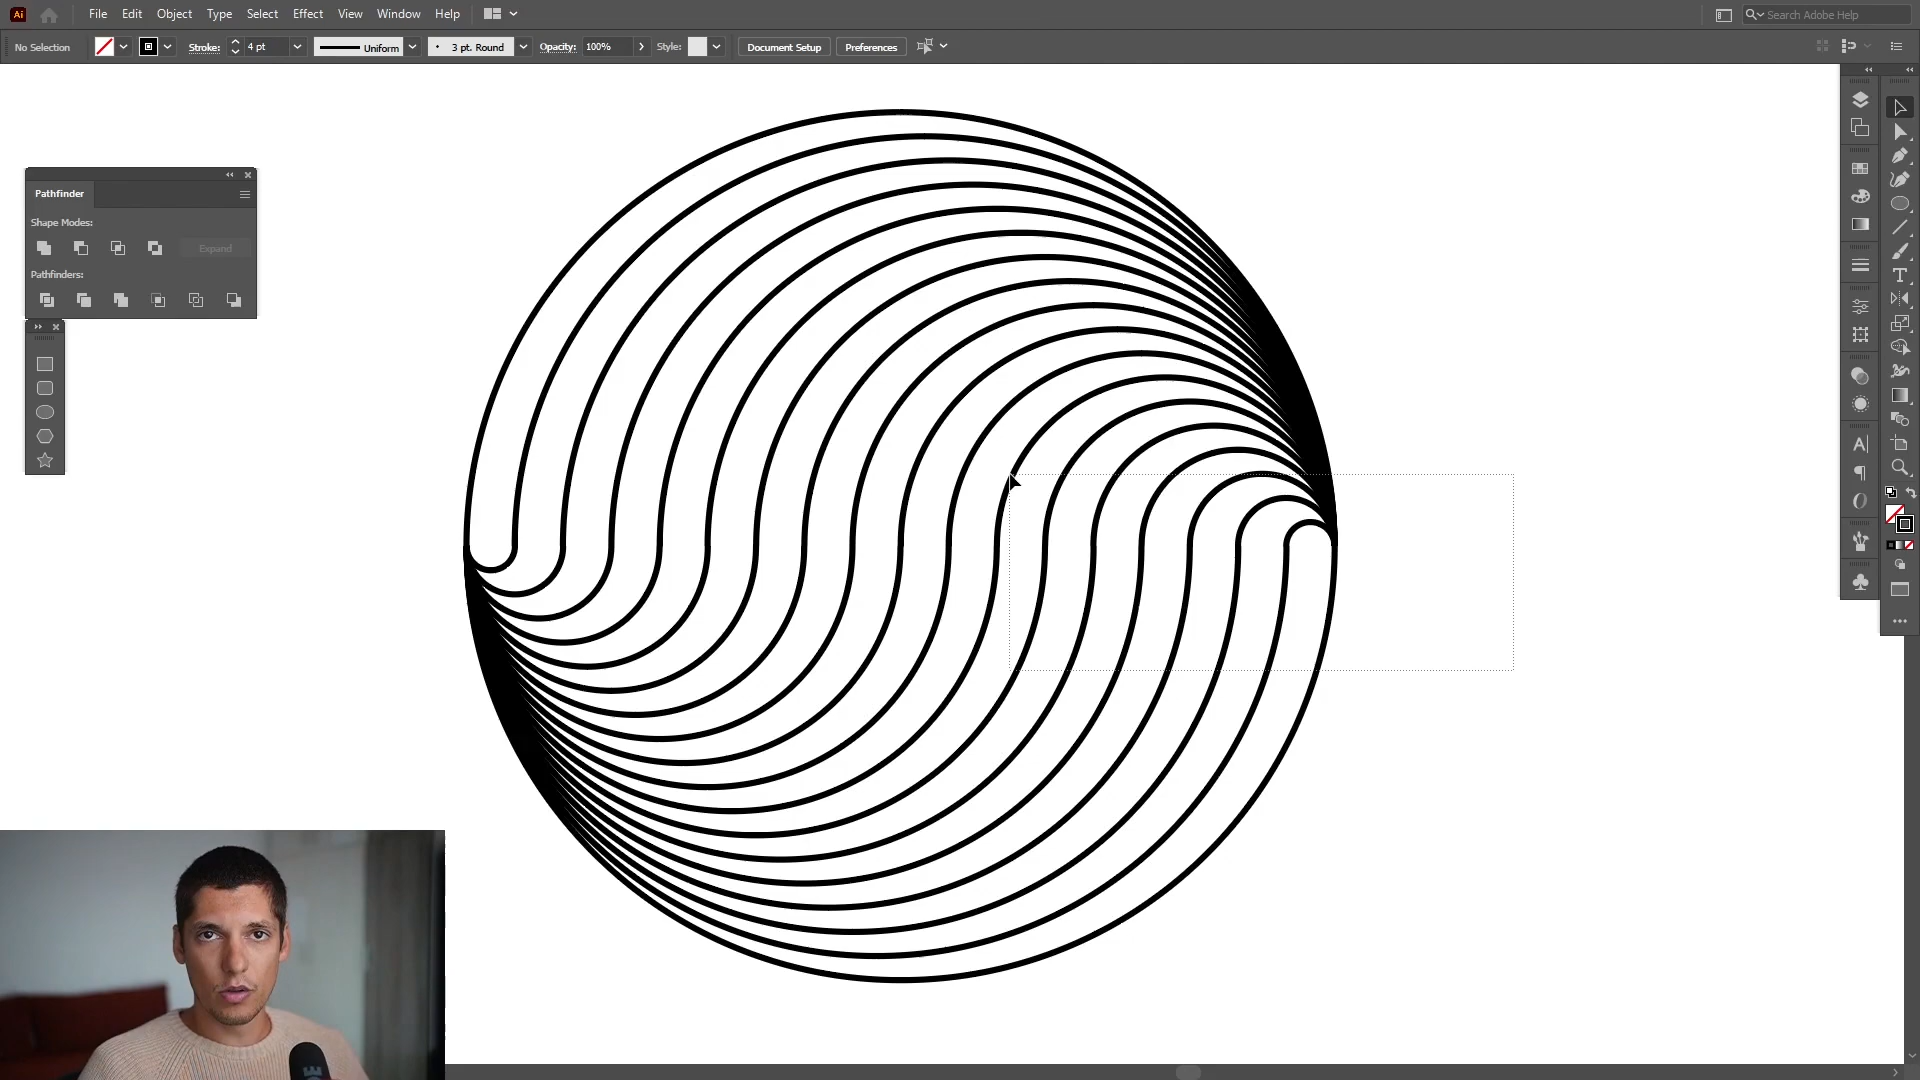 Ai File Edit Object Type Select Effect View Window Help Search Adobe Help
No Selection Stroke: 4 pt Uniform 3 pt. Round Opacity: 100% Style: Document Setup Preferences
Pathfinder
Shape Modes:
Expand
Pathfinders: